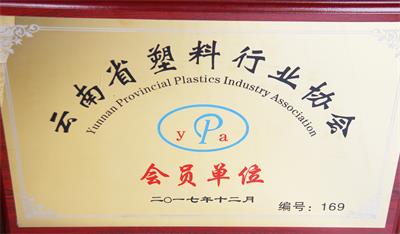 云南省塑料行业协会
Yunnan Provincial Plastics Industry Association
yPa
会员单位
二〇一七年十二月
编号：169